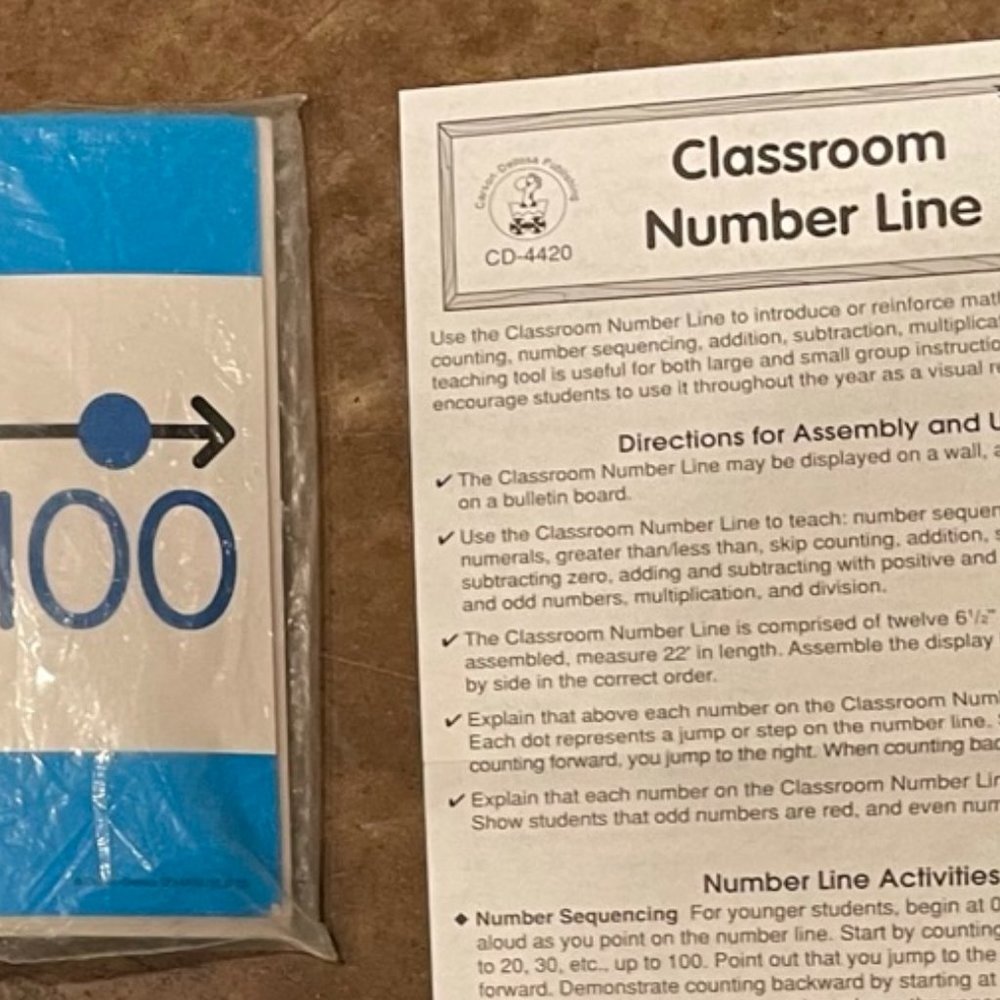 100
Carson Dellosa Publishing
CD-4420
Classroom
Number Line
Use the Classroom Number Line to introduce or reinforce
counting, number sequencing, addition, subtraction,
teaching tool is useful for both large and small group
encourage students to use it throughout the year as a visual
Directions for Assembly and
✓ The Classroom Number Line may be displayed on a wall,
on a bulletin board.
✓ Use the Classroom Number Line to teach: number
numerals, greater than/less than, skip counting, addition,
subtracting zero, adding and subtracting with positive and
and odd numbers, multiplication, and division.
✓ The Classroom Number Line is comprised of twelve 6½"
assembled, measure 22' in length. Assemble the display
by side in the correct order.
✓ Explain that above each number on the Classroom
Each dot represents a jump or step on the number line.
counting forward, you jump to the right. When counting
✓ Explain that each number on the Classroom Number
Show students that odd numbers are red, and even
Number Line Activities
◆ Number Sequencing For younger students, begin at 0
aloud as you point on the number line. Start by counting
to 20, 30, etc., up to 100. Point out that you jump to the
forward. Demonstrate counting backward by starting at